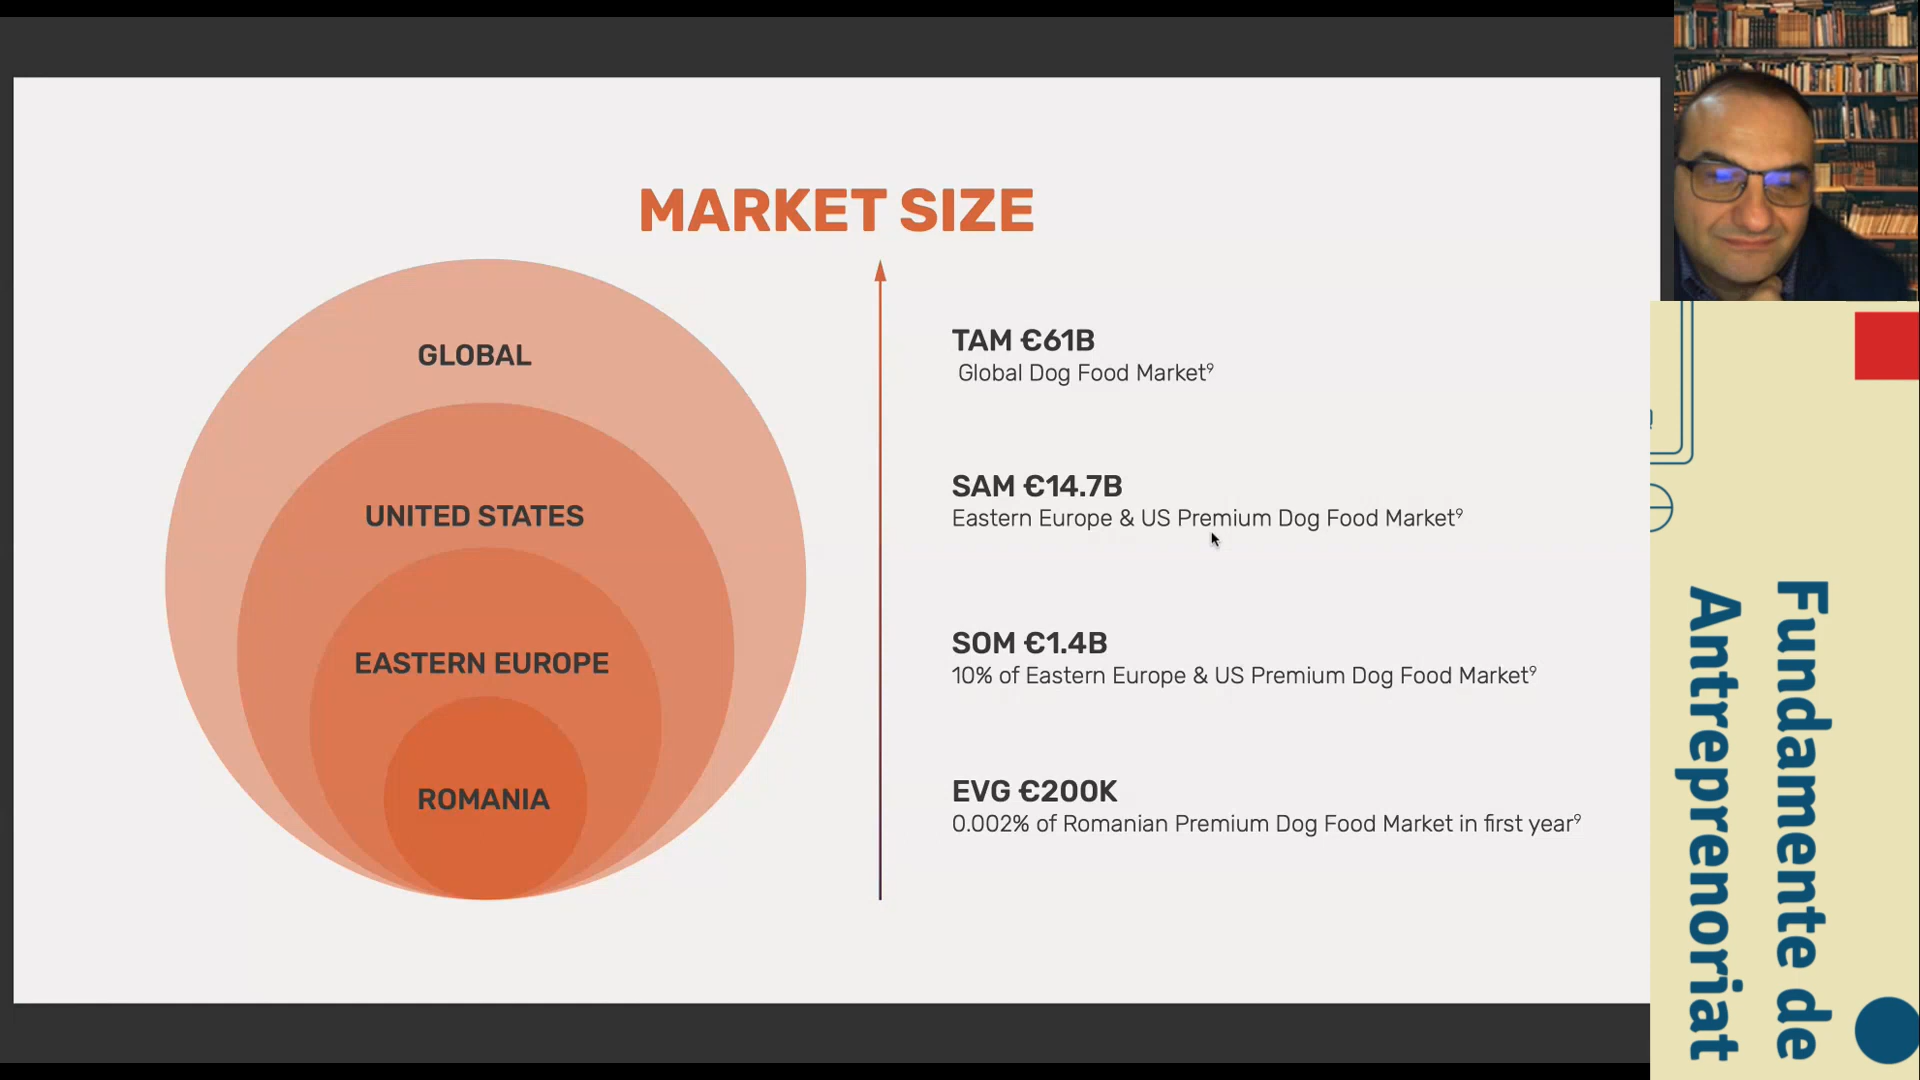 MARKET SIZE
GLOBAL
UNITED STATES
EASTERN EUROPE
ROMANIA
TAM €61B
Global Dog Food Market⁹
SAM €14.7B
Eastern Europe & US Premium Dog Food Market⁹
SOM €1.4B
10% of Eastern Europe & US Premium Dog Food Market⁹
EVG €200K
0.002% of Romanian Premium Dog Food Market in first year⁹
Fundamente de
Antreprenoriat